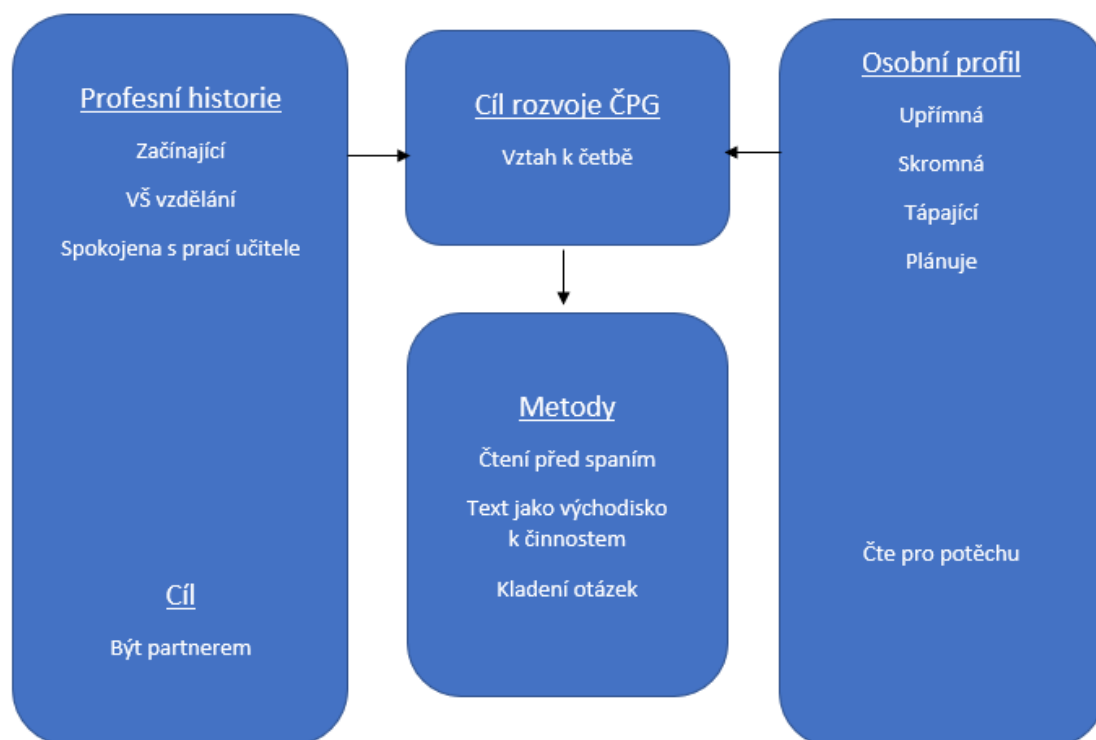 Profesní historie
Začínající
VŠ vzdělání
Spokojena s prací učitele
Cíl
Být partnerem
Cíl rozvoje ČPG
Vztah k četbě
Metody
Čtení před spaním
Text jako východisko
k činnostem
Kladení otázek
Osobní profil
Upřímná
Skromná
Tápající
Plánuje
Čte pro potěchu